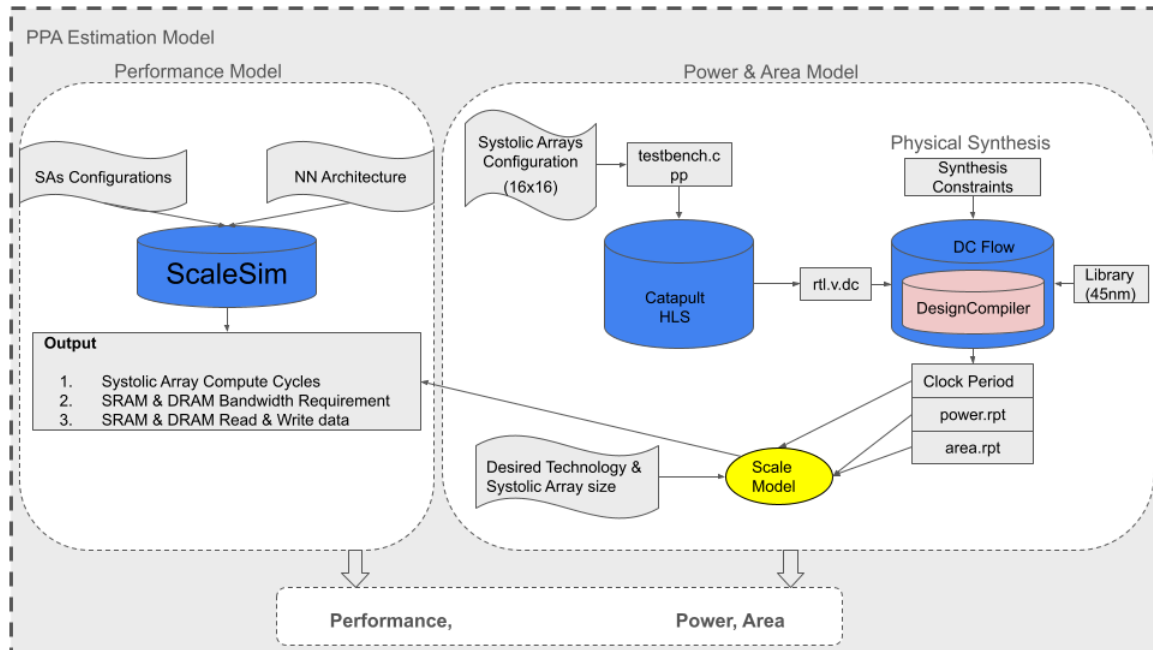 PPA Estimation Model
Performance Model
SAs Configurations
NN Architecture
ScaleSim
Output
1. Systolic Array Compute Cycles
2. SRAM & DRAM Bandwidth Requirement
3. SRAM & DRAM Read & Write data
Power & Area Model
Systolic Arrays
Configuration
(16x16)
testbench.c
pp
Catapult
HLS
rtl.v.dc
Physical Synthesis
Synthesis
Constraints
DC Flow
DesignCompiler
Library
(45nm)
Clock Period
power.rpt
area.rpt
Desired Technology &
Systolic Array size
Scale
Model
Performance,
Power, Area